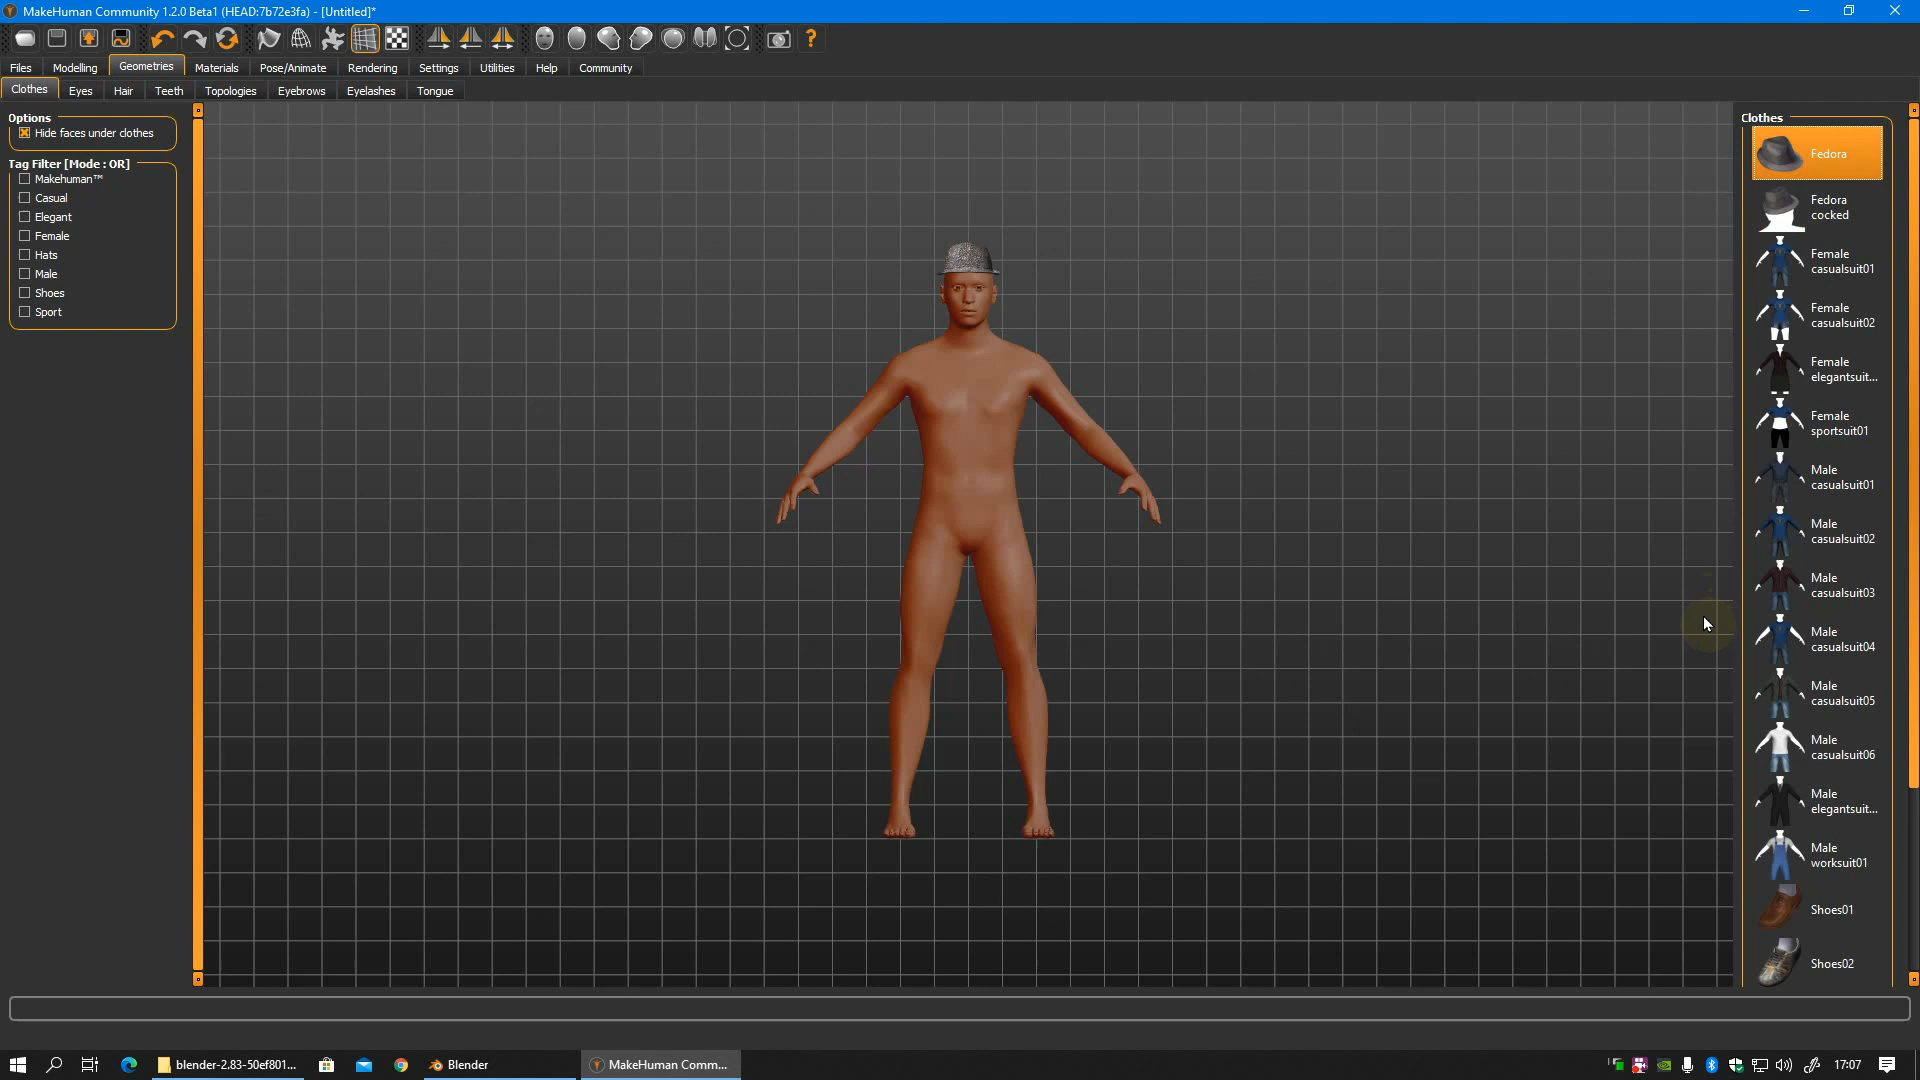 MakeHuman Community 1.2.0 Beta1 (HEAD:7b72e3fa) - [Untitled]*
Files Modelling Geometries Materials Pose/Animate Rendering Settings Utilities Help Community
Clothes Eyes Hair Teeth Topologies Eyebrows Eyelashes Tongue
Options
Hide faces under clothes
Tag Filter [Mode : OR]
Makehuman™
Casual
Elegant
Female
Hats
Male
Shoes
Sport
Clothes
Fedora
Fedora
cocked
Female
casualsuit01
Female
casualsuit02
Female
elegantsuit...
Female
sportsuit01
Male
casualsuit01
Male
casualsuit02
Male
casualsuit03
Male
casualsuit04
Male
casualsuit05
Male
casualsuit06
Male
elegantsuit...
Male
worksuit01
Shoes01
Shoes02
blender-2.83-50ef801... Blender MakeHuman Comm... 17:07